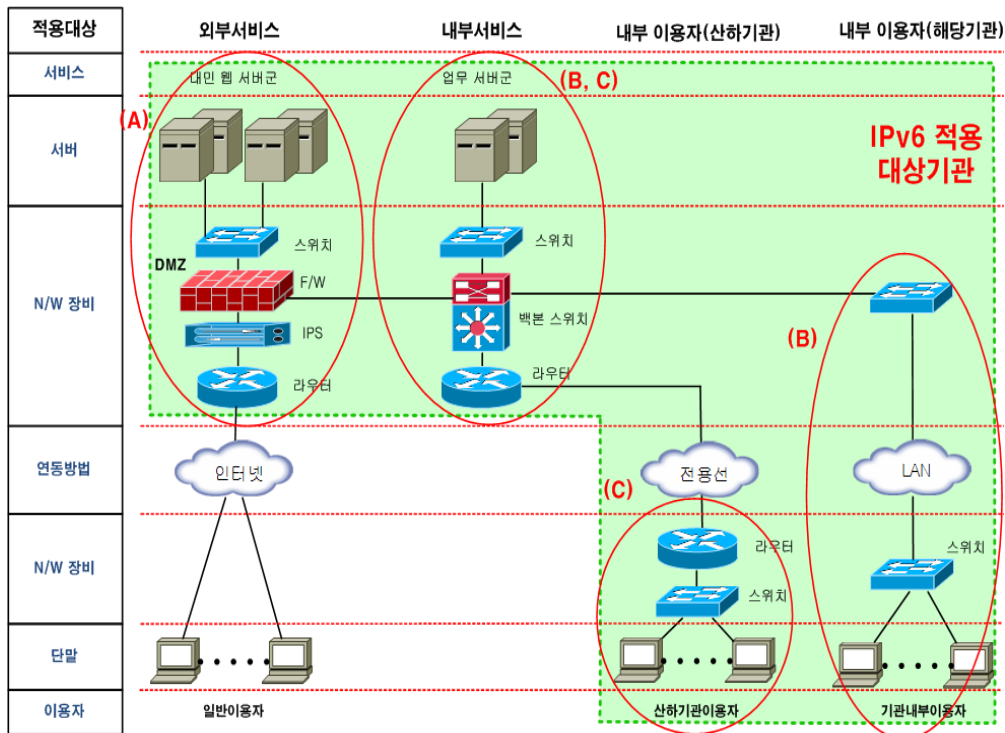 적용대상
외부서비스
내부서비스
내부 이용자(산하기관)
내부 이용자(해당기관)
서비스
대민 웹 서버군
업무 서버군
(B, C)
(A)
서버
IPv6 적용
대상기관
스위치
스위치
DMZ
F/W
N/W 장비
백본 스위치
IPS
(B)
라우터
라우터
연동방법
인터넷
전용선
LAN
(C)
N/W 장비
라우터
스위치
스위치
단말
이용자
일반이용자
산하기관이용자
기관내부이용자